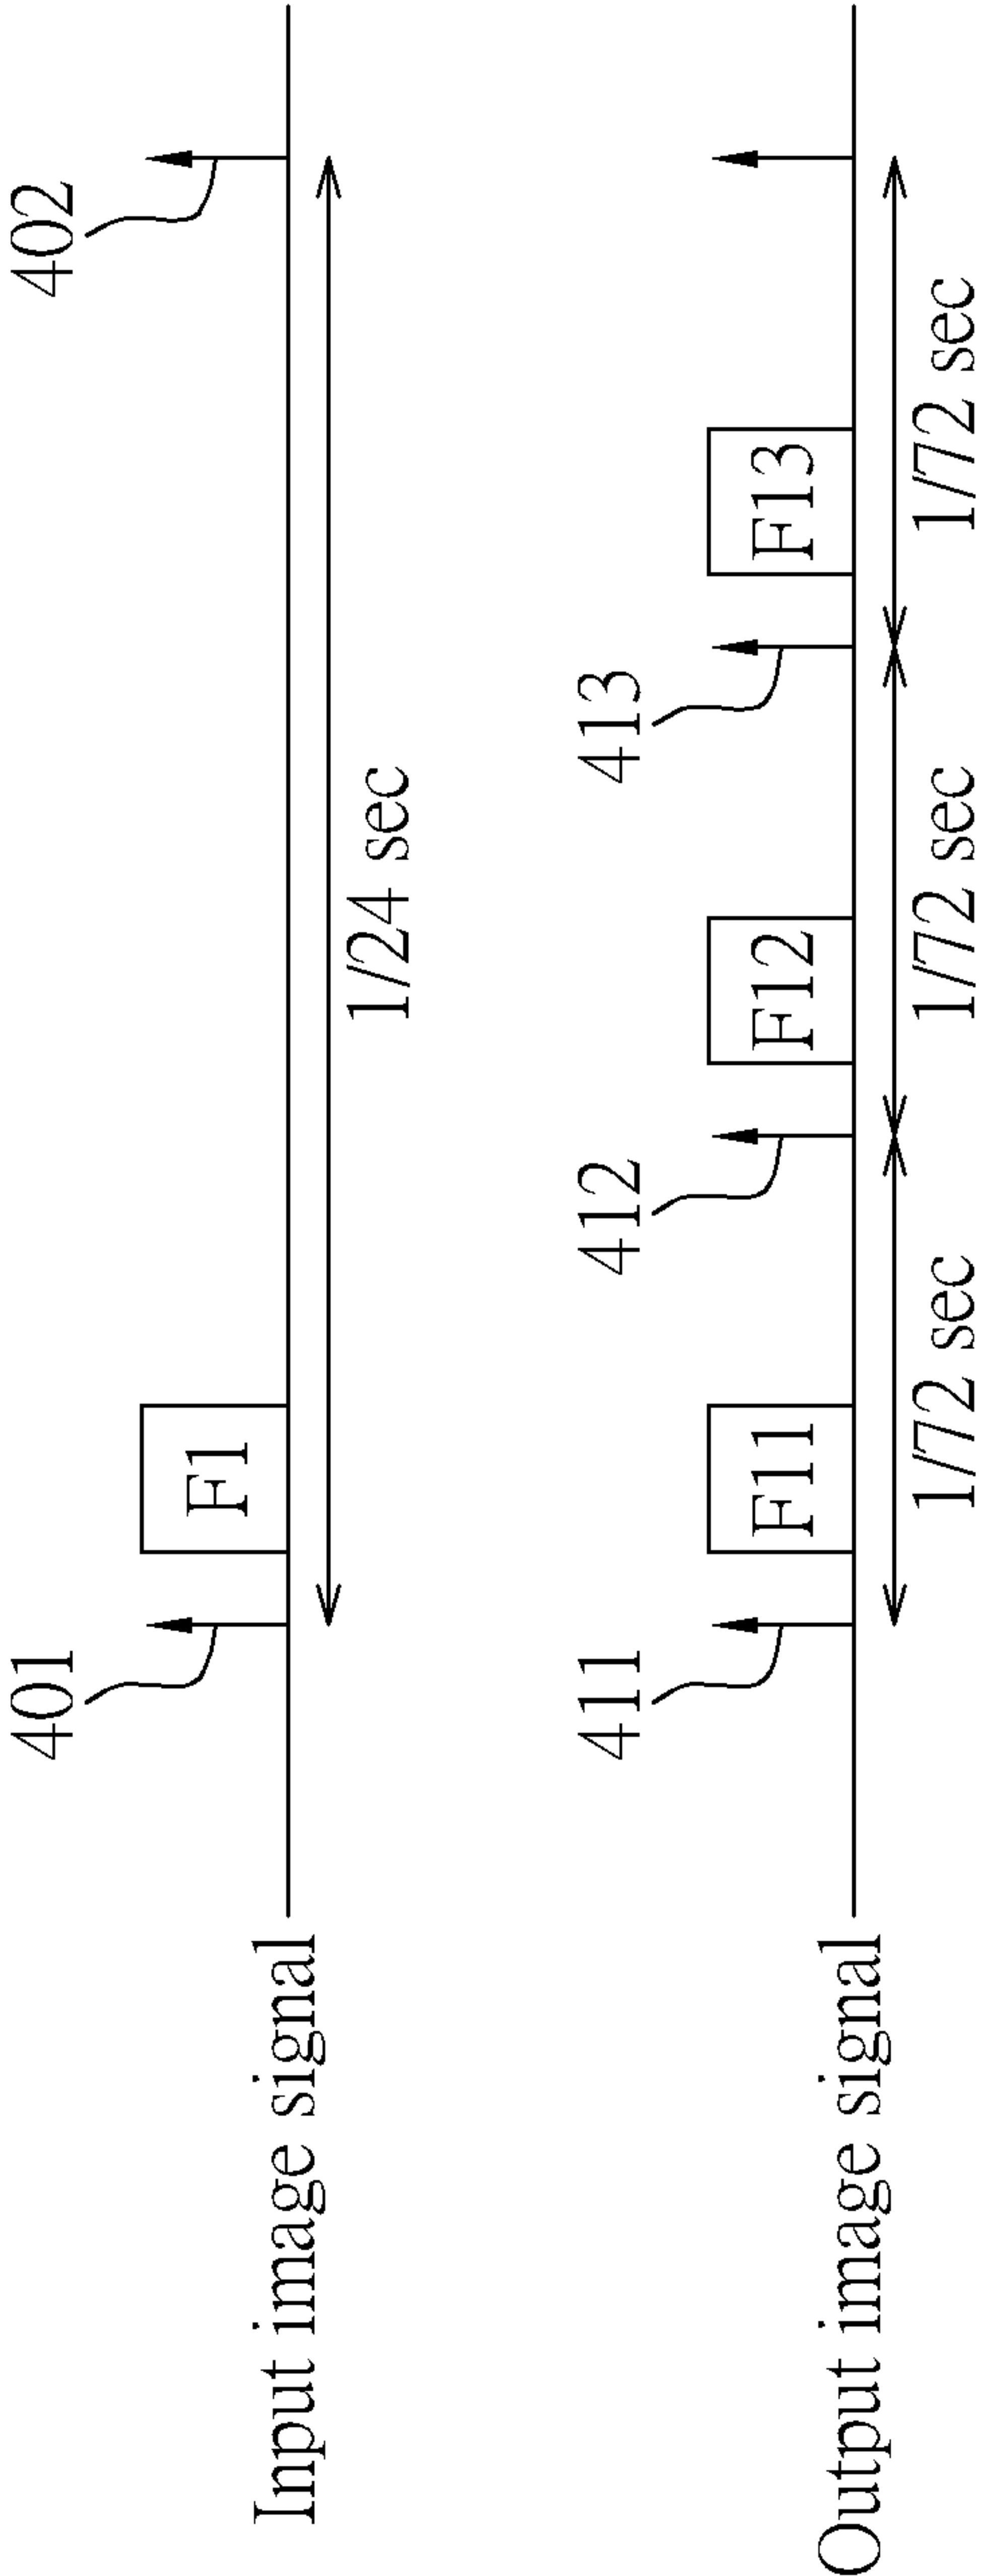 401
402
F1
Input image signal
1/24 sec
411
412
413
F11
F12
F13
Output image signal
1/72 sec
1/72 sec
1/72 sec